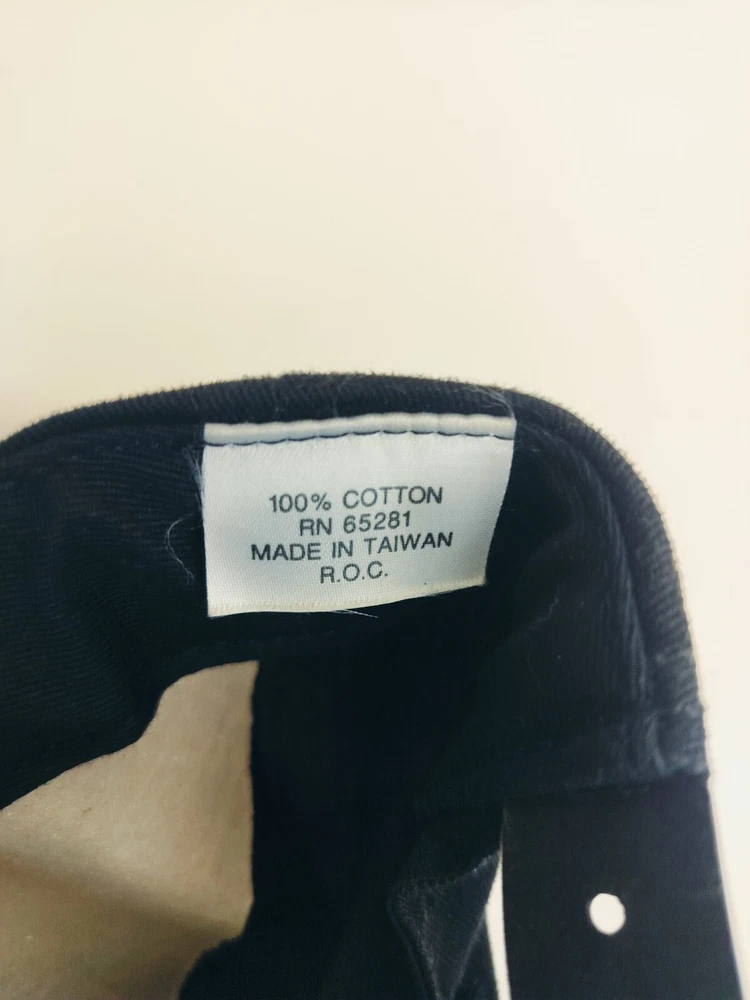 100% COTTON
RN 65281
MADE IN TAIWAN
R.O.C.